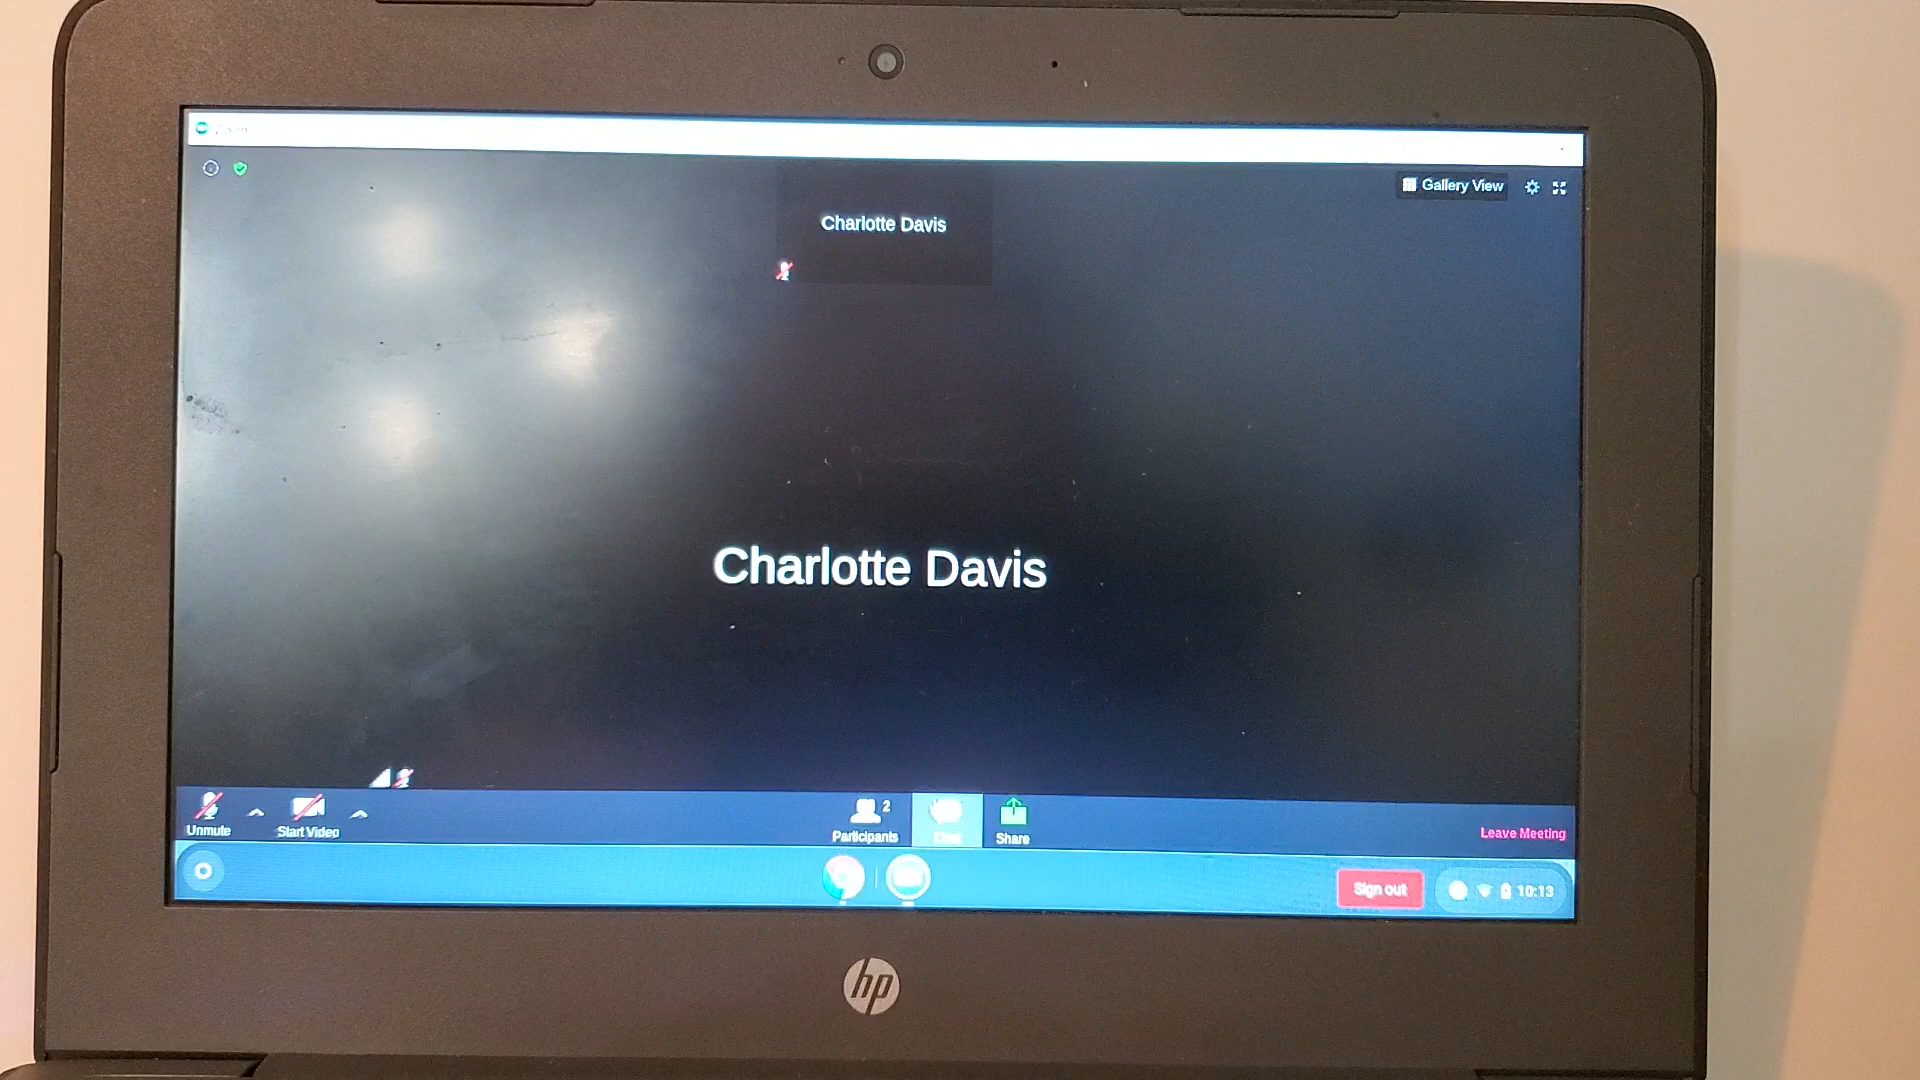 Zoom
Gallery View
Charlotte Davis
Charlotte Davis
Unmute
Start Video
2
Participants
Share
Leave Meeting
Sign out
10:13
hp